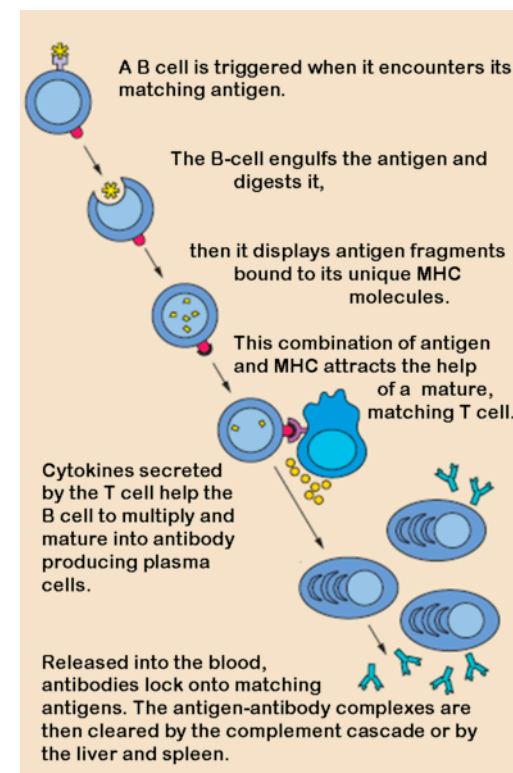 A B cell is triggered when it encounters its
matching antigen.
The B-cell engulfs the antigen and
digests it,
then it displays antigen fragments
bound to its unique MHC
molecules.
This combination of antigen
and MHC attracts the help
of a mature,
matching T cell.
Cytokines secreted
by the T cell help the
B cell to multiply and
mature into antibody
producing plasma
cells.
Released into the blood,
antibodies lock onto matching
antigens. The antigen-antibody complexes are
then cleared by the complement cascade or by
the liver and spleen.